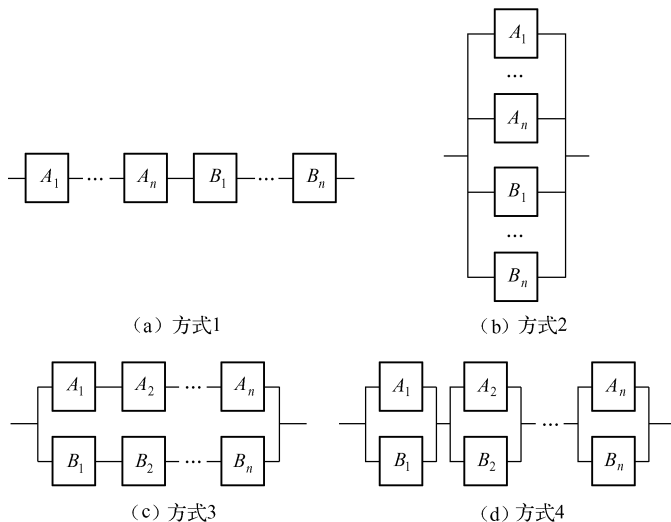 A₁ ... Aₙ B₁ ... Bₙ
(a) 方式1
A₁
...
Aₙ
B₁
...
Bₙ
(b) 方式2
A₁ A₂ ... Aₙ
B₁ B₂ ... Bₙ
(c) 方式3
A₁ A₂ ... Aₙ
B₁ B₂ Bₙ
(d) 方式4